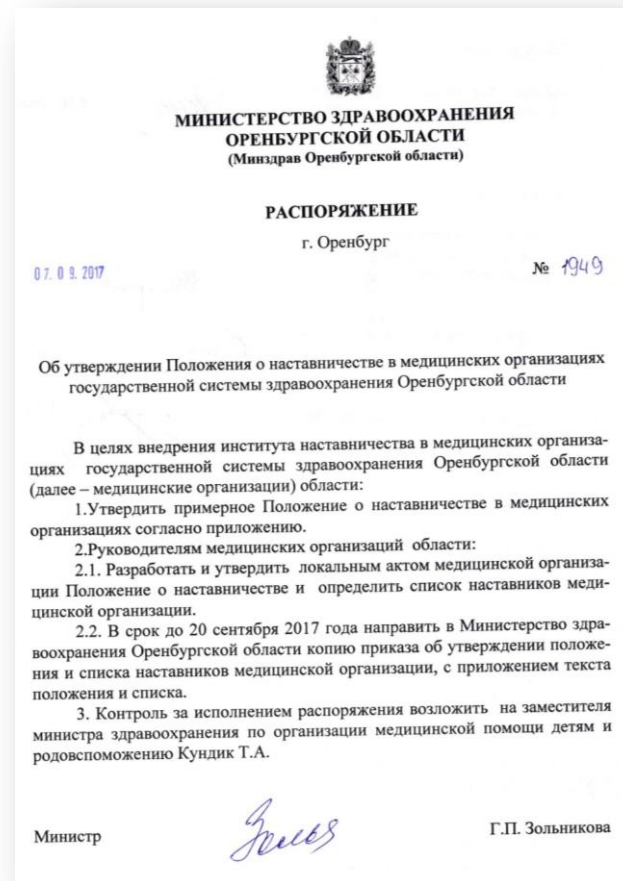 МИНИСТЕРСТВО ЗДРАВООХРАНЕНИЯ
ОРЕНБУРГСКОЙ ОБЛАСТИ
(Минздрав Оренбургской области)
РАСПОРЯЖЕНИЕ
г. Оренбург
07.09.2017
№ 1949
Об утверждении Положения о наставничестве в медицинских организациях
государственной системы здравоохранения Оренбургской области
В целях внедрения института наставничества в медицинских организа-
циях государственной системы здравоохранения Оренбургской области
(далее – медицинские организации) области:
1.Утвердить примерное Положение о наставничестве в медицинских
организациях согласно приложению.
2.Руководителям медицинских организаций области:
2.1. Разработать и утвердить локальным актом медицинской организа-
ции Положение о наставничестве и определить список наставников меди-
цинской организации.
2.2. В срок до 20 сентября 2017 года направить в Министерство здра-
воохранения Оренбургской области копию приказа об утверждении положе-
ния и списка наставников медицинской организации, с приложением текста
положения и списка.
3. Контроль за исполнением распоряжения возложить на заместителя
министра здравоохранения по организации медицинской помощи детям и
родовспоможению Кундик Т.А.
Министр
Г.П. Зольникова